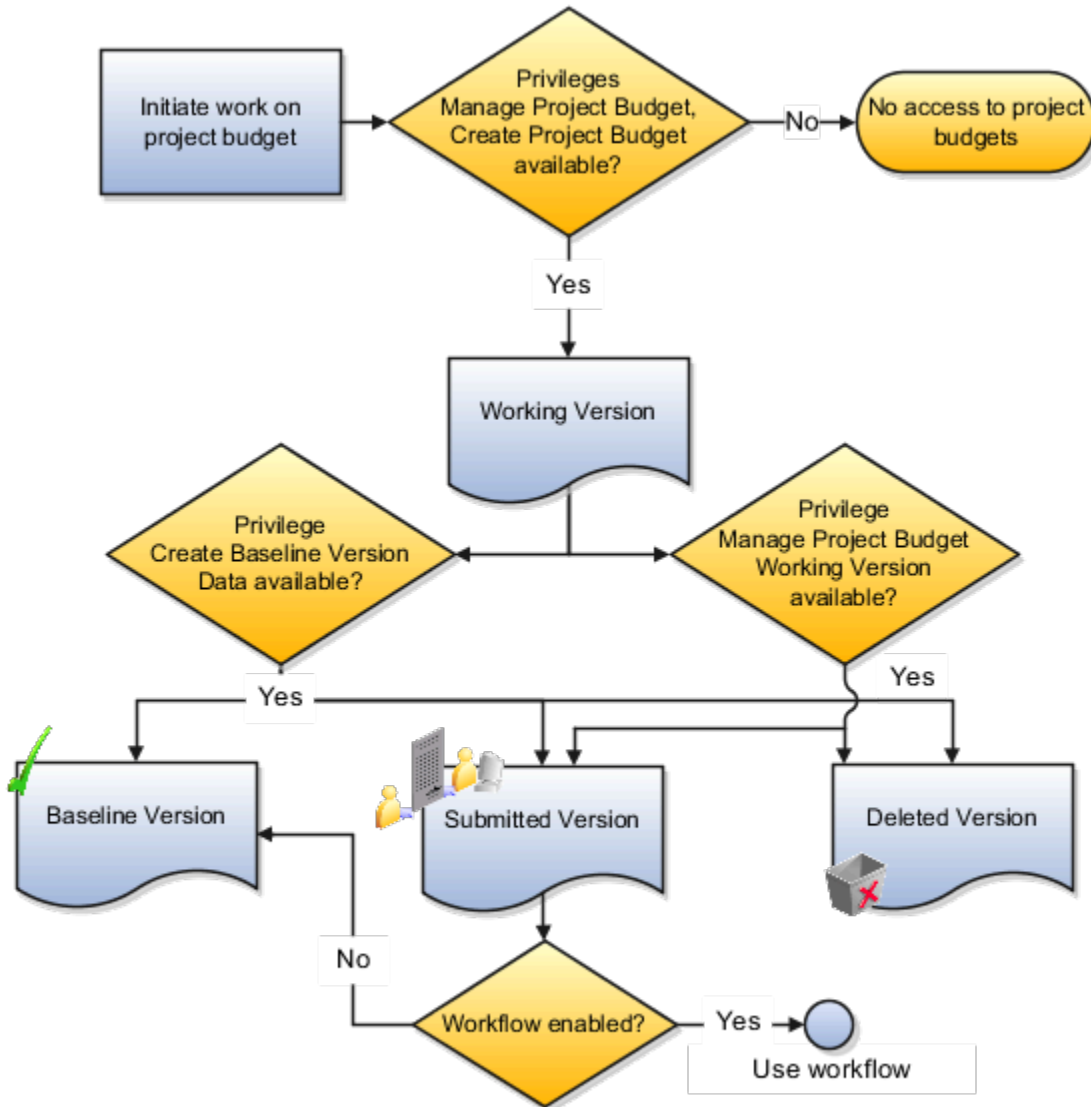 Initiate work on
project budget
Privileges
Manage Project Budget,
Create Project Budget
available?
No
No access to project
budgets
Yes
Working Version
Privilege
Create Baseline Version
Data available?
Privilege
Manage Project Budget
Working Version
available?
Yes
Yes
Baseline Version
Submitted Version
Deleted Version
No
Workflow enabled?
Yes
Use workflow